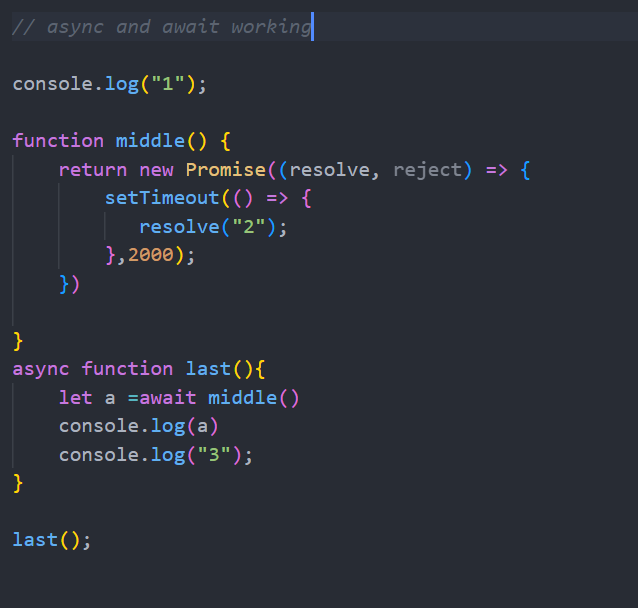 // async and await working
console.log("1");
function middle() {
    return new Promise((resolve, reject) => {
        setTimeout(() => {
           resolve("2");
        },2000);
    })
}
async function last(){
    let a =await middle()
    console.log(a)
    console.log("3");
}
last();